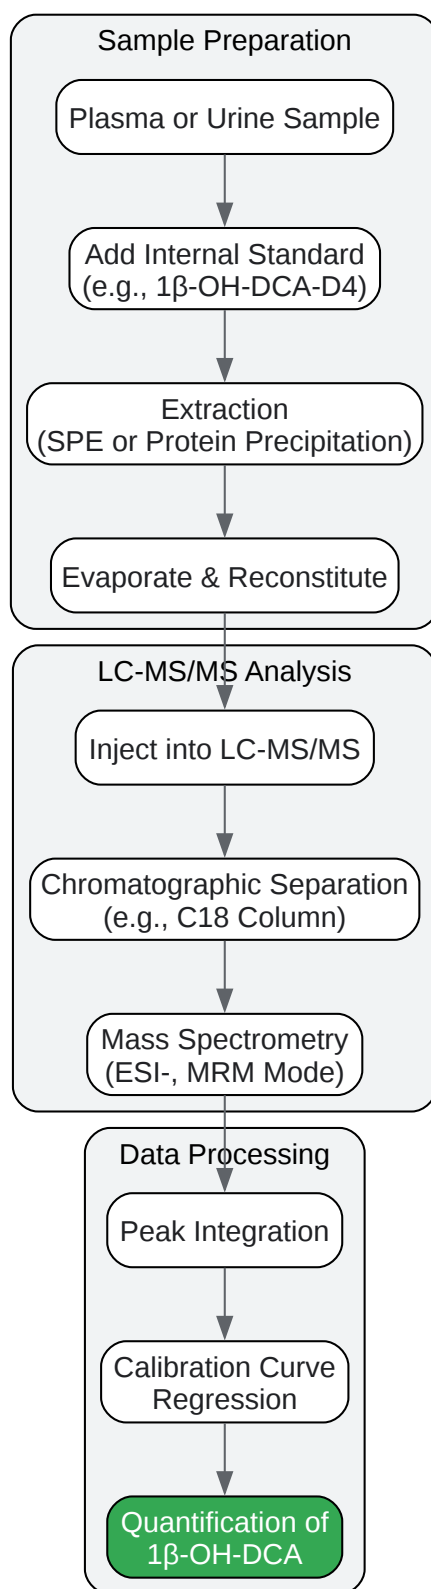 Sample Preparation
Plasma or Urine Sample
Add Internal Standard
(e.g., 1β-OH-DCA-D4)
Extraction
(SPE or Protein Precipitation)
Evaporate & Reconstitute
LC-MS/MS Analysis
Inject into LC-MS/MS
Chromatographic Separation
(e.g., C18 Column)
Mass Spectrometry
(ESI-, MRM Mode)
Data Processing
Peak Integration
Calibration Curve
Regression
Quantification of
1β-OH-DCA